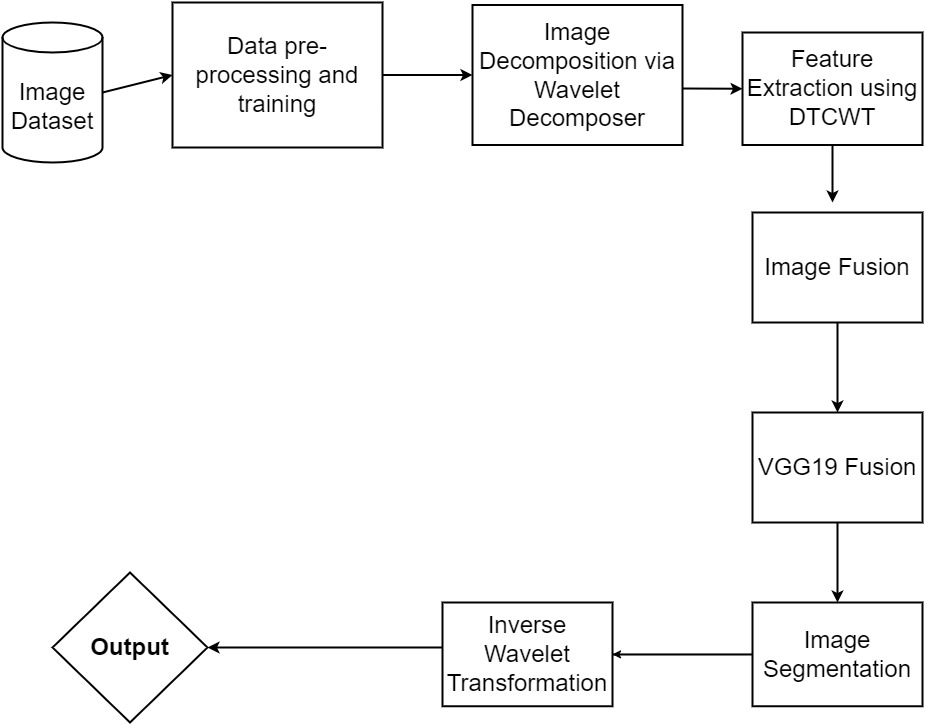 Image
Dataset
Data pre-
processing and
training
Image
Decomposition via
Wavelet
Decomposer
Feature
Extraction using
DTCWT
Image Fusion
VGG19 Fusion
Image
Segmentation
Inverse
Wavelet
Transformation
Output